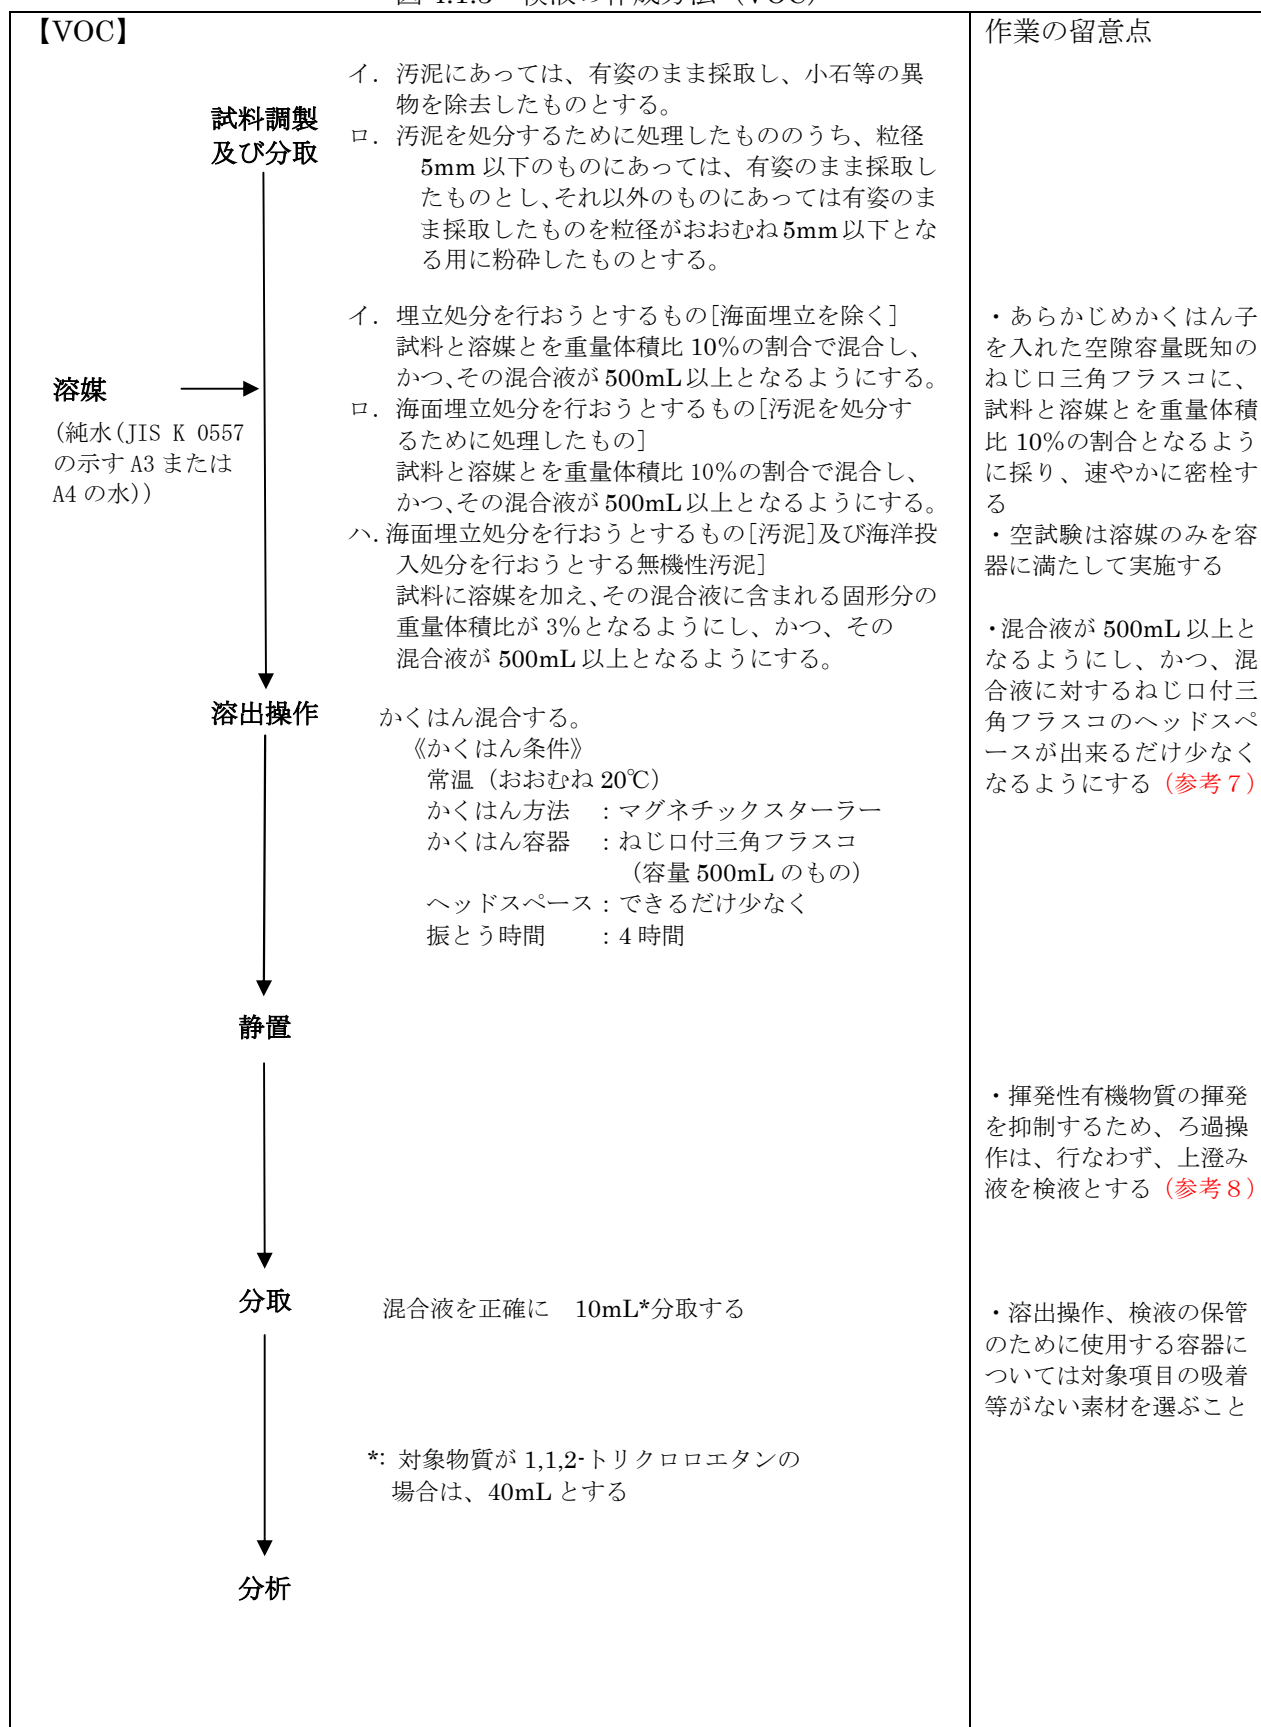 図 4.1.3 検液の作成方法（VOC）
【VOC】
試料調製
及び分取
イ．汚泥にあっては、有姿のまま採取し、小石等の異
物を除去したものとする。
ロ．汚泥を処分するために処理したもののうち、粒径
5mm 以下のものにあっては、有姿のまま採取し
たものとし、それ以外のものにあっては有姿のま
ま採取したものを粒径がおおむね 5mm 以下とな
る用に粉砕したものとする。
溶媒
(純水(JIS K 0557
の示す A3 または
A4 の水))
イ．埋立処分を行おうとするもの[海面埋立を除く]
試料と溶媒とを重量体積比 10％の割合で混合し、
かつ、その混合液が 500mL 以上となるようにする。
ロ．海面埋立処分を行おうとするもの[汚泥を処分す
るために処理したもの]
試料と溶媒とを重量体積比 10％の割合で混合し、
かつ、その混合液が 500mL 以上となるようにする。
ハ．海面埋立処分を行おうとするもの[汚泥]及び海洋投
入処分を行おうとする無機性汚泥]
試料に溶媒を加え、その混合液に含まれる固形分の
重量体積比が 3％となるようにし、かつ、その
混合液が 500mL 以上となるようにする。
溶出操作
かくはん混合する。
《かくはん条件》
常温（おおむね 20℃）
かくはん方法 ：マグネチックスターラー
かくはん容器 ：ねじ口付三角フラスコ
（容量 500mL のもの）
ヘッドスペース：できるだけ少なく
振とう時間 ：4 時間
静置
分取
混合液を正確に 10mL*分取する
*: 対象物質が 1,1,2-トリクロロエタンの
場合は、40mL とする
分析
作業の留意点
・あらかじめかくはん子
を入れた空隙容量既知の
ねじ口三角フラスコに、
試料と溶媒とを重量体積
比 10％の割合となるよう
に採り、速やかに密栓す
る
・空試験は溶媒のみを容
器に満たして実施する
・混合液が 500mL 以上と
なるようにし、かつ、混
合液に対するねじ口付三
角フラスコのヘッドスペ
ースが出来るだけ少なく
なるようにする（参考７）
・揮発性有機物質の揮発
を抑制するため、ろ過操
作は、行なわず、上澄み
液を検液とする（参考８）
・溶出操作、検液の保管
のために使用する容器に
ついては対象項目の吸着
等がない素材を選ぶこと